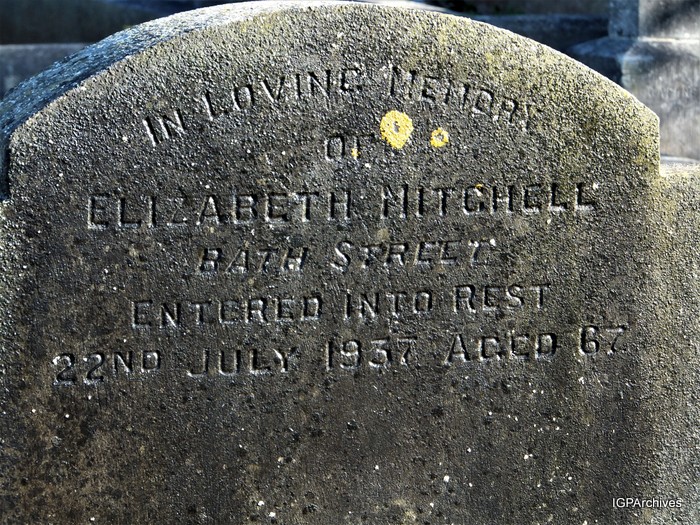 IN LOVING MEMORY
OF
ELIZABETH MITCHELL
BATH STREET
ENTERED INTO REST
22ND JULY 1937 AGED 67
IGPArchives